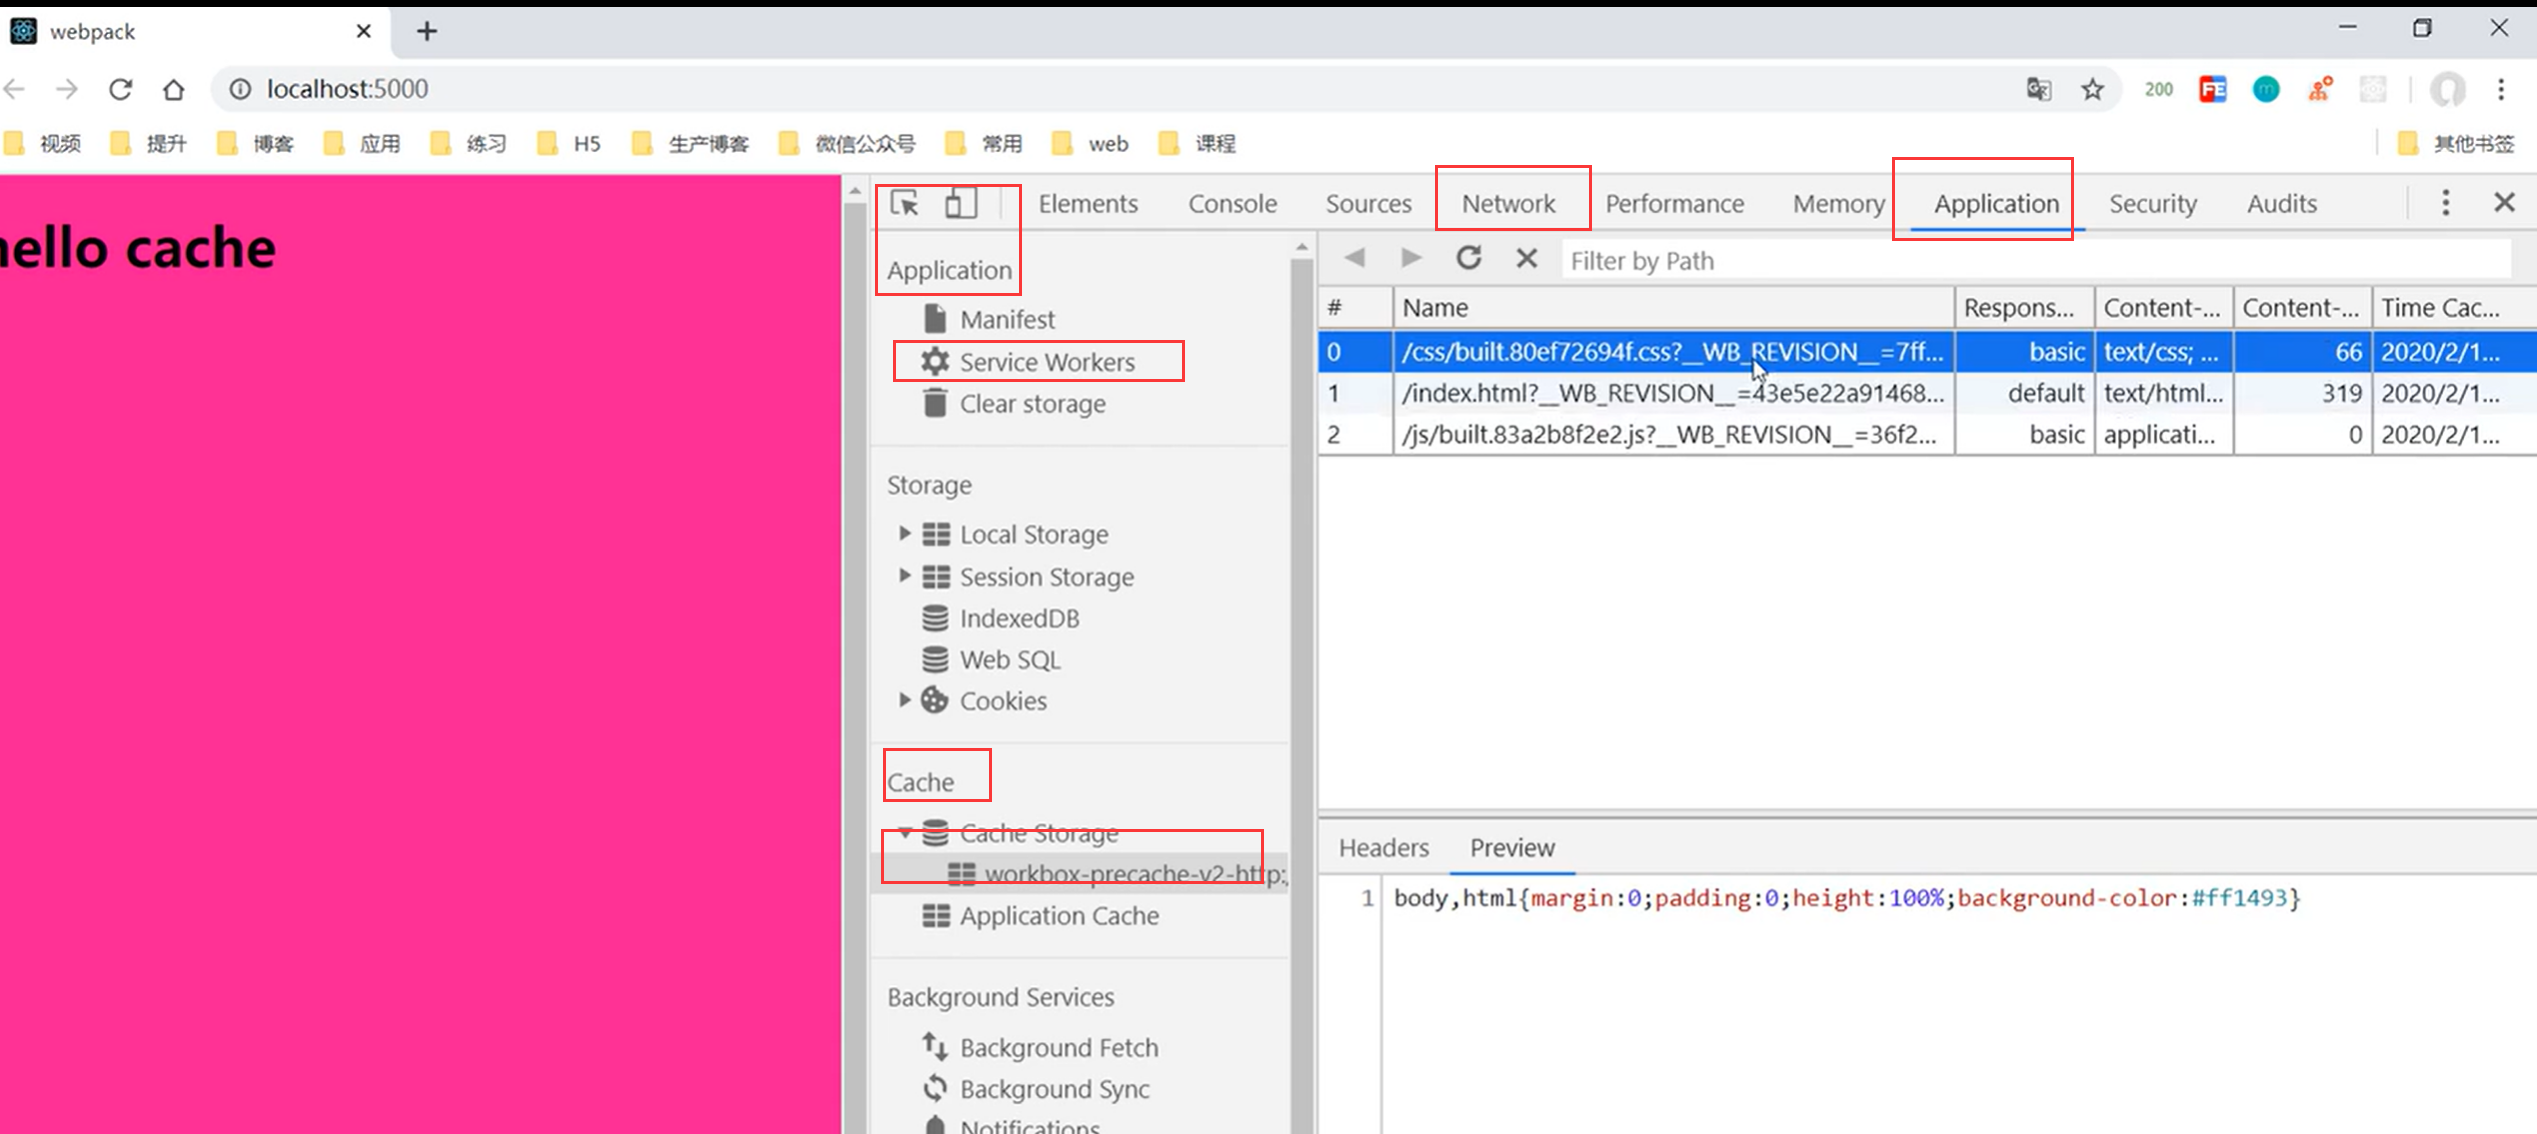 webpack
localhost:5000
200 FE m
视频 提升 博客 应用 练习 H5 生产博客 微信公众号 常用 web 课程 其他书签
hello cache
Elements Console Sources Network Performance Memory Application Security Audits
Application
Manifest
Service Workers
Clear storage
Storage
Local Storage
Session Storage
IndexedDB
Web SQL
Cookies
Cache
Cache Storage
workbox-precache-v2-http:
Application Cache
Background Services
Background Fetch
Background Sync
Notifications
Filter by Path
# Name Respons... Content-... Content-... Time Cac...
0 /css/built.80ef72694f.css?__WB_REVISION__=7ff... basic text/css; ... 66 2020/2/1...
1 /index.html?__WB_REVISION__=43e5e22a91468... default text/html... 319 2020/2/1...
2 /js/built.83a2b8f2e2.js?__WB_REVISION__=36f2... basic applicati... 0 2020/2/1...
Headers Preview
1 body,html{margin:0;padding:0;height:100%;background-color:#ff1493}